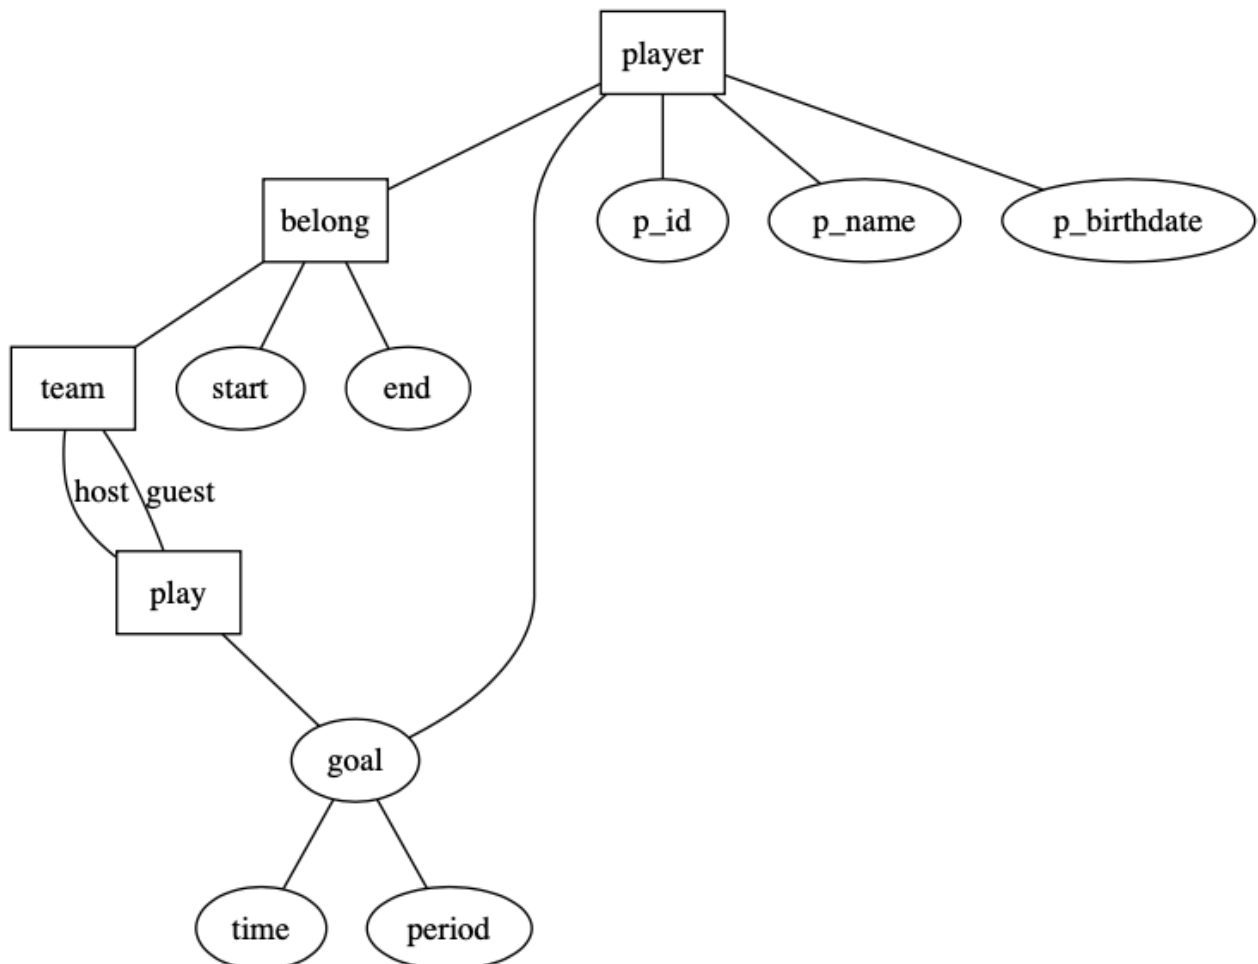 player
belong
p_id
p_name
p_birthdate
team
start
end
host
guest
play
goal
time
period